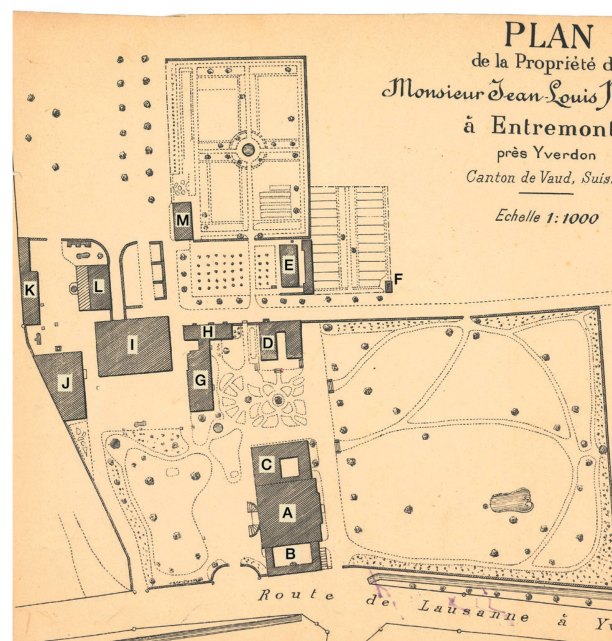 PLAN
de la Propriété d
Monsieur Jean-Louis
à Entremont
près Yverdon
Canton de Vaud, Suis
Echelle 1:1000
M
E
F
K
L
H
I
D
J
G
C
A
B
Route de Lausanne à Yv